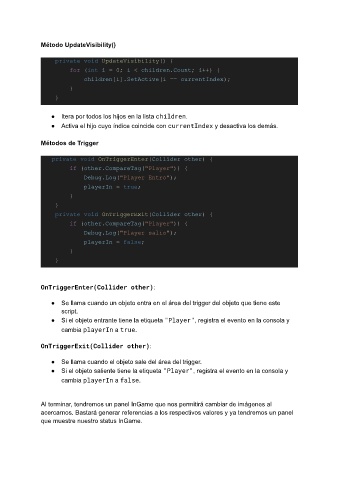 Método UpdateVisibility()
private void UpdateVisibility() {
for (int i = 0; i < children.Count; i++) {
children[i].SetActive(i == currentIndex);
}
}
● Itera por todos los hijos en la lista children.
● Activa el hijo cuyo índice coincide con currentIndex y desactiva los demás.
Métodos de Trigger
private void OnTriggerEnter(Collider other) {
if (other.CompareTag("Player")) {
Debug.Log("Player Entro");
playerIn = true;
}
}
private void OnTriggerExit(Collider other) {
if (other.CompareTag("Player")) {
Debug.Log("Player salio");
playerIn = false;
}
}
OnTriggerEnter(Collider other):
● Se llama cuando un objeto entra en el área del trigger del objeto que tiene este
script.
● Si el objeto entrante tiene la etiqueta "Player", registra el evento en la consola y
cambia playerIn a true.
OnTriggerExit(Collider other):
● Se llama cuando el objeto sale del área del trigger.
● Si el objeto saliente tiene la etiqueta "Player", registra el evento en la consola y
cambia playerIn a false.
Al terminar, tendremos un panel InGame que nos permitirá cambiar de imágenes al
acercarnos. Bastará generar referencias a los respectivos valores y ya tendremos un panel
que muestre nuestro status InGame.